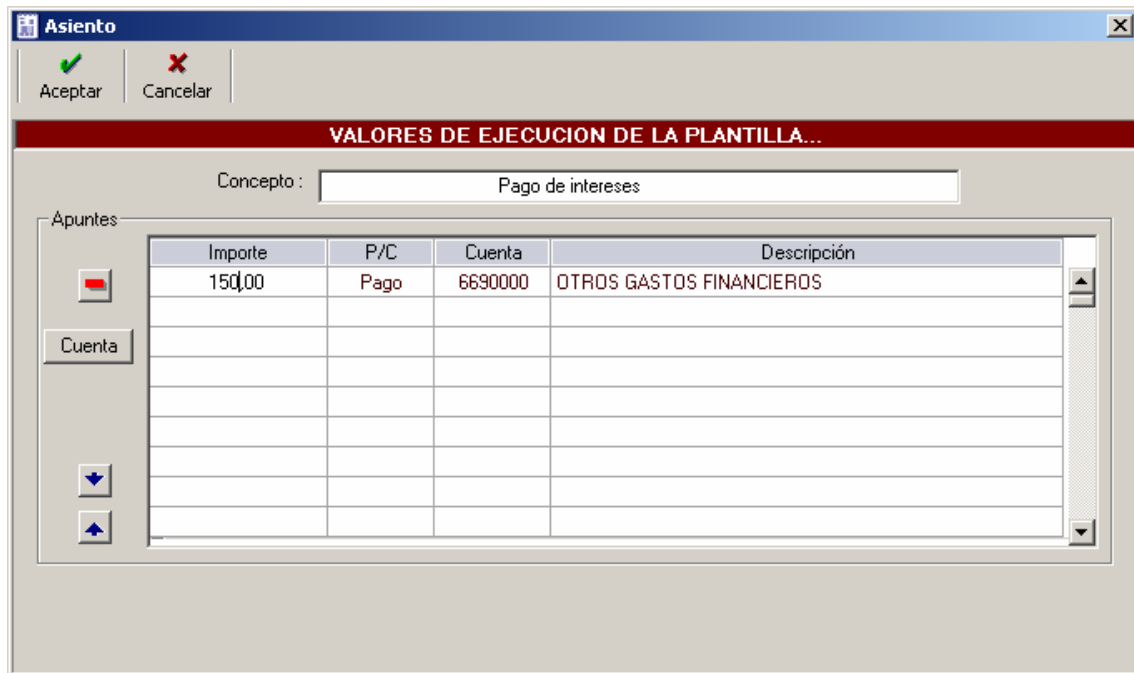 Asiento
Aceptar Cancelar
VALORES DE EJECUCION DE LA PLANTILLA...
Concepto : Pago de intereses
Apuntes
Importe P/C Cuenta Descripción
150,00 Pago 6690000 OTROS GASTOS FINANCIEROS
Cuenta